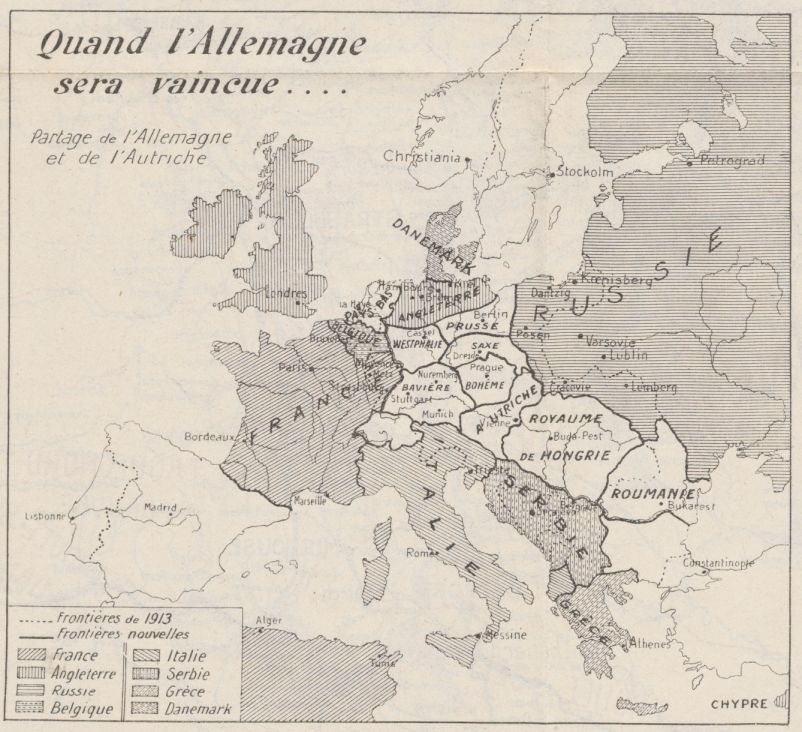 Quand l'Allemagne
sera vaincue....
Partage de l'Allemagne
et de l'Autriche
Christiania
Stockolm
Petrograd
DANEMARK
RUSSIE
Kœnisberg
Dantzig
Londres
La Haye
PAYS-BAS
Hambourg
Kiel
ANGLETERRE
Berlin
PRUSSE
Posen
Varsovie
Lublin
BELGIQUE
Bruxelles
Cassel
WESTPHALIE
SAXE
Dresde
Paris
Mayence
Metz
Strasbourg
Nuremberg
Prague
BOHÊME
Cracovie
Lemberg
BAVIÈRE
Stuttgart
Munich
FRANCE
AUTRICHE
Vienne
ROYAUME
DE HONGRIE
Buda-Pest
Bordeaux
Trieste
ROUMANIE
Bukarest
Marseille
ITALIE
SERBIE
Lisbonne
Madrid
Rome
Constantinople
GRÈCE
Athenes
Messine
Alger
Tunis
CHYPRE
Frontières de 1913
Frontières nouvelles
France
Angleterre
Russie
Belgique
Italie
Serbie
Grèce
Danemark